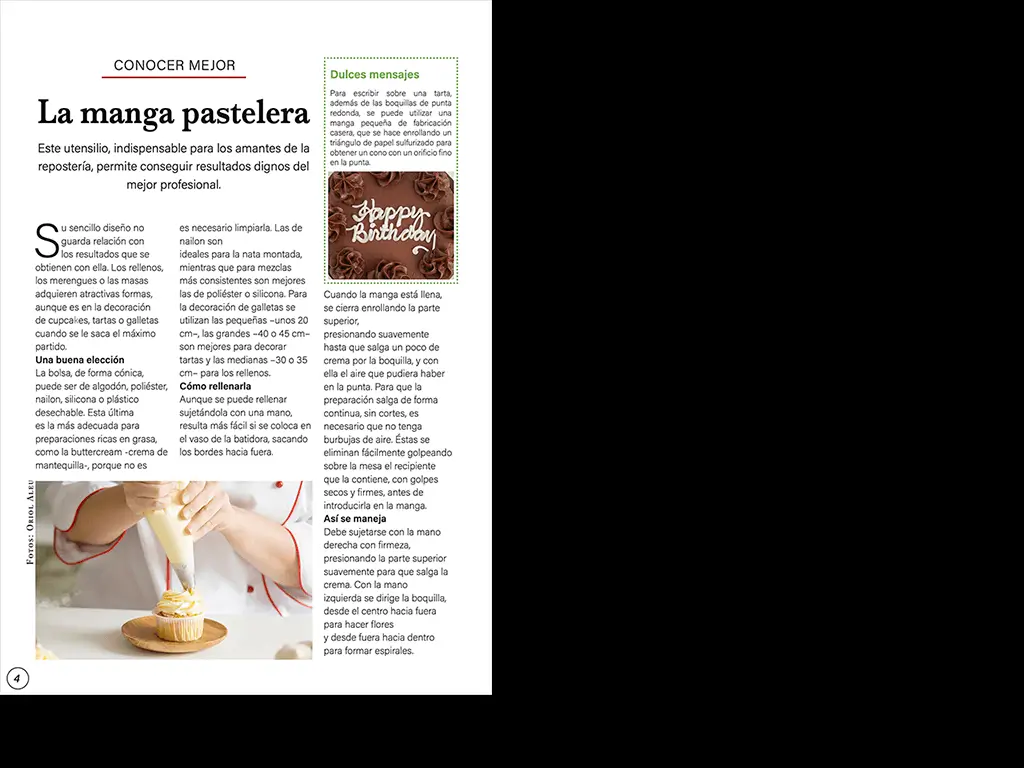 CONOCER MEJOR
La manga pastelera
Este utensilio, indispensable para los amantes de la
repostería, permite conseguir resultados dignos del
mejor profesional.
Su sencillo diseño no
guarda relación con
los resultados que se
obtienen con ella. Los rellenos,
los merengues o las masas
adquieren atractivas formas,
aunque es en la decoración
de cupcakes, tartas o galletas
cuando se le saca el máximo
partido.
Una buena elección
La bolsa, de forma cónica,
puede ser de algodón, poliéster,
nailon, silicona o plástico
desechable. Esta última
es la más adecuada para
preparaciones ricas en grasa,
como la buttercream -crema de
mantequilla-, porque no es
es necesario limpiarla. Las de
nailon son
ideales para la nata montada,
mientras que para mezclas
más consistentes son mejores
las de poliéster o silicona. Para
la decoración de galletas se
utilizan las pequeñas –unos 20
cm–, las grandes –40 o 45 cm–
son mejores para decorar
tartas y las medianas –30 o 35
cm– para los rellenos.
Cómo rellenarla
Aunque se puede rellenar
sujetándola con una mano,
resulta más fácil si se coloca en
el vaso de la batidora, sacando
los bordes hacia fuera.
Fotos: Oriol Aleu
Dulces mensajes
Para escribir sobre una tarta,
además de las boquillas de punta
redonda, se puede utilizar una
manga pequeña de fabricación
casera, que se hace enrollando un
triángulo de papel sulfurizado para
obtener un cono con un orificio fino
en la punta.
Happy
Birthday
Cuando la manga está llena,
se cierra enrollando la parte
superior,
presionando suavemente
hasta que salga un poco de
crema por la boquilla, y con
ella el aire que pudiera haber
en la punta. Para que la
preparación salga de forma
continua, sin cortes, es
necesario que no tenga
burbujas de aire. Éstas se
eliminan fácilmente golpeando
sobre la mesa el recipiente
que la contiene, con golpes
secos y firmes, antes de
introducirla en la manga.
Así se maneja
Debe sujetarse con la mano
derecha con firmeza,
presionando la parte superior
suavemente para que salga la
crema. Con la mano
izquierda se dirige la boquilla,
desde el centro hacia fuera
para hacer flores
y desde fuera hacia dentro
para formar espirales.
4